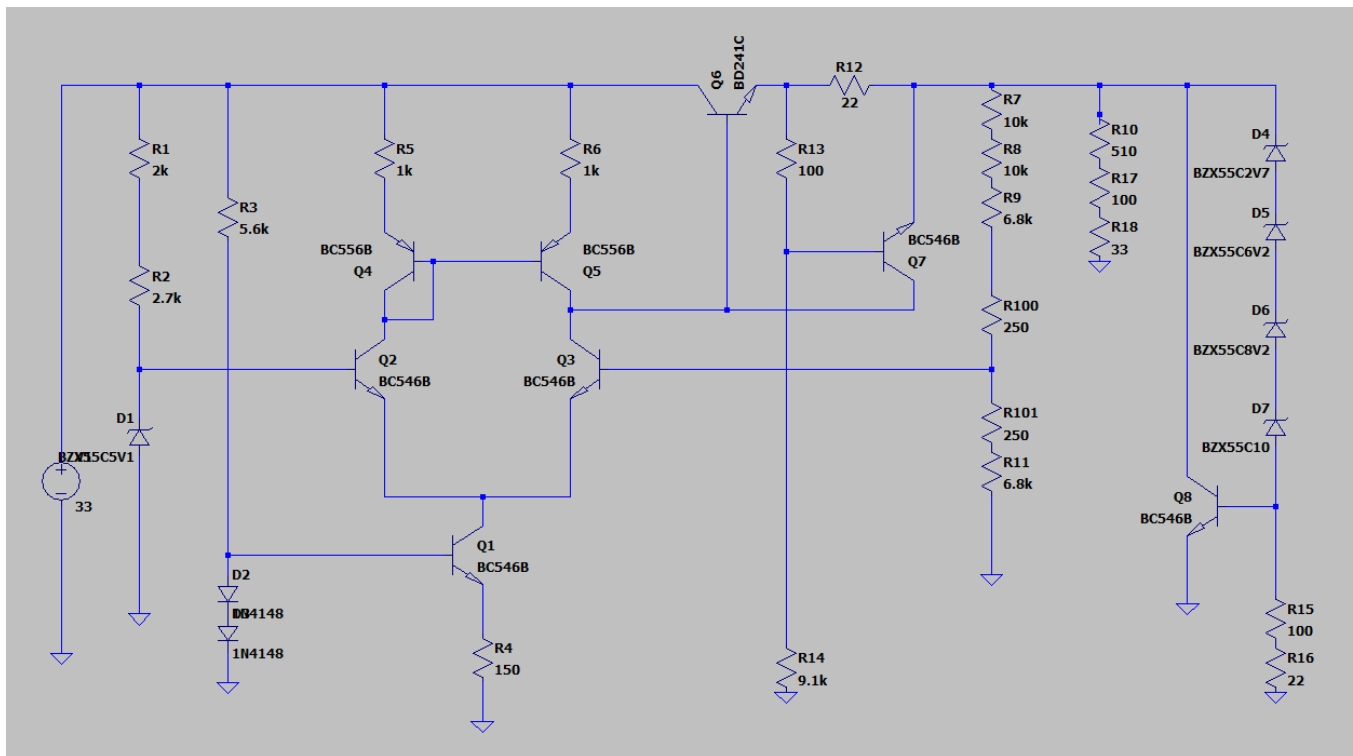 Q6
BD241C
R12
22
R1
2k
R5
1k
R6
1k
R13
100
R7
10k
R8
10k
R9
6.8k
R10
510
R17
100
R18
33
D4
BZX55C2V7
D5
BZX55C6V2
R3
5.6k
BC556B
Q4
BC556B
Q5
BC546B
Q7
R2
2.7k
R100
250
D6
BZX55C8V2
Q2
BC546B
Q3
BC546B
D1
BZX55C5V1
33
R101
250
R11
6.8k
D7
BZX55C10
Q8
BC546B
Q1
BC546B
D2
1N4148
1N4148
R4
150
R14
9.1k
R15
100
R16
22